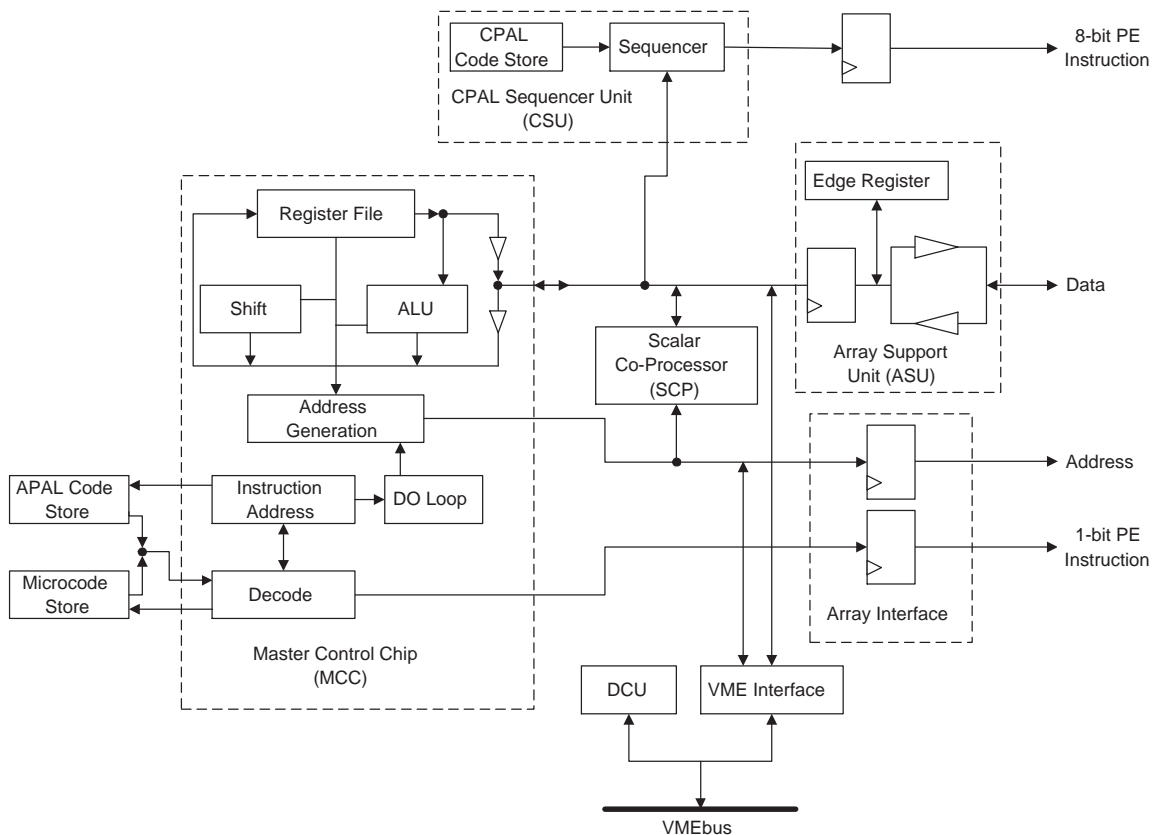 CPAL
Code Store
Sequencer
CPAL Sequencer Unit
(CSU)
8-bit PE
Instruction
Edge Register
Register File
Shift
ALU
Data
Scalar
Co-Processor
(SCP)
Array Support
Unit (ASU)
Address
Generation
APAL Code
Store
Instruction
Address
DO Loop
Address
Microcode
Store
Decode
1-bit PE
Instruction
Array Interface
Master Control Chip
(MCC)
DCU
VME Interface
VMEbus